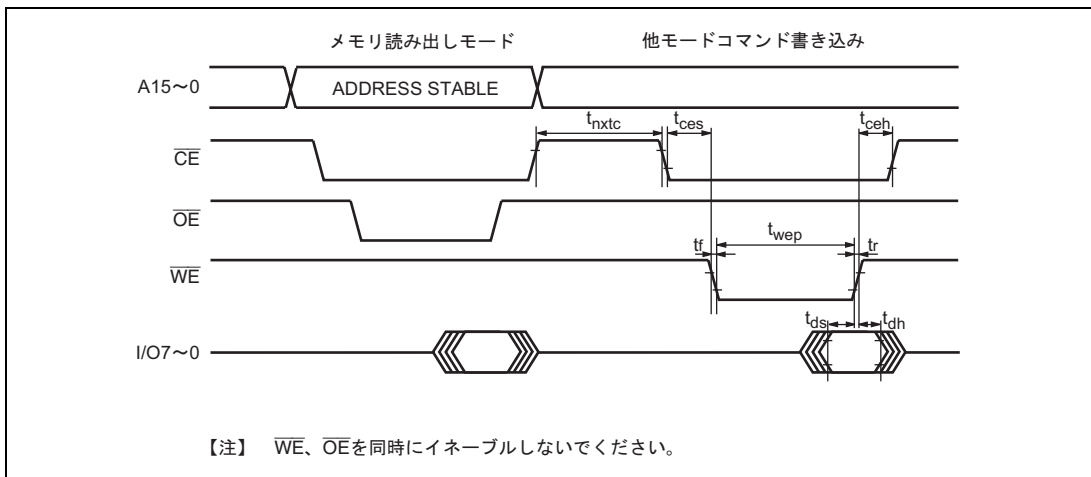 メモリ読み出しモード 他モードコマンド書き込み
A15～0 ADDRESS STABLE
tnxtc tces tceh
CE
OE
twep
tf tr
WE
tds tdh
I/O7～0
【注】 WE、OEを同時にイネーブルしないでください。